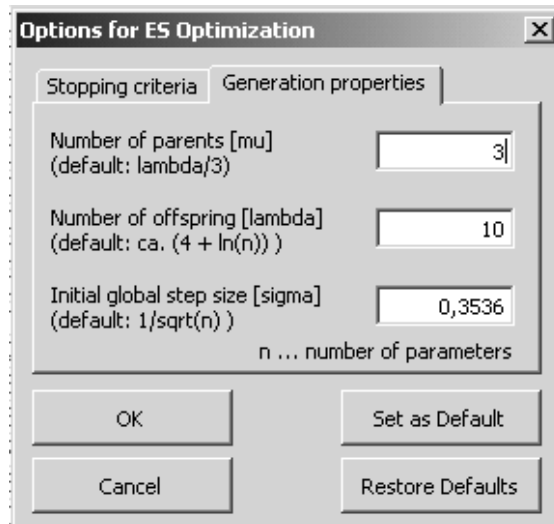 Options for ES Optimization
Stopping criteria
Generation properties
Number of parents [mu]
(default: lambda/3)
3
Number of offspring [lambda]
(default: ca. (4 + ln(n)) )
10
Initial global step size [sigma]
(default: 1/sqrt(n) )
0,3536
n ... number of parameters
OK
Set as Default
Cancel
Restore Defaults